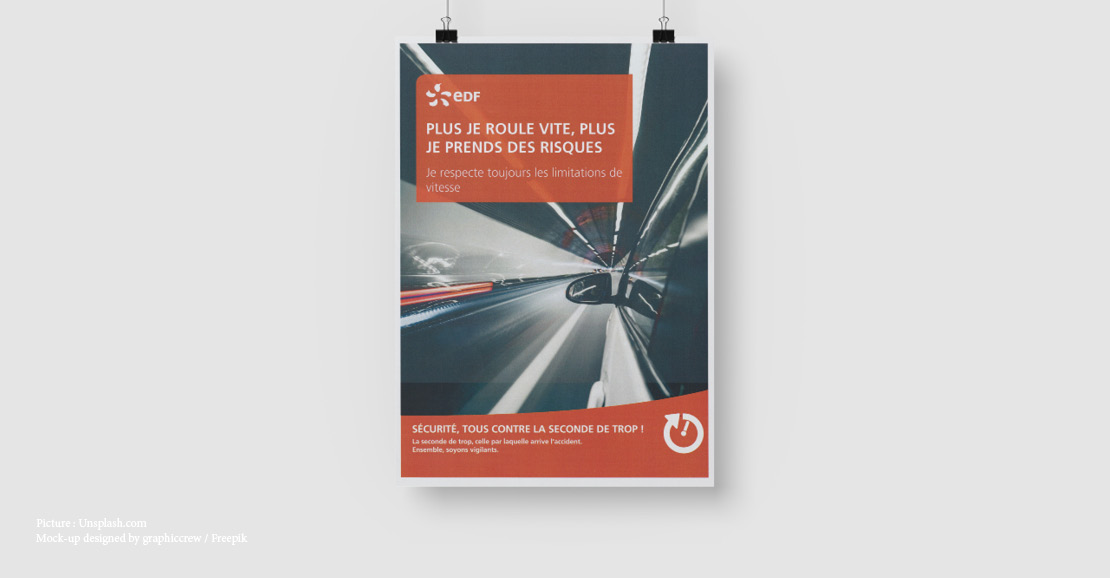 eDF
PLUS JE ROULE VITE, PLUS
JE PRENDS DES RISQUES
Je respecte toujours les limitations de
vitesse
SÉCURITÉ, TOUS CONTRE LA SECONDE DE TROP !
La seconde de trop, celle par laquelle arrive l'accident.
Ensemble, soyons vigilants.
Picture : Unsplash.com
Mock-up designed by graphiccrew / Freepik